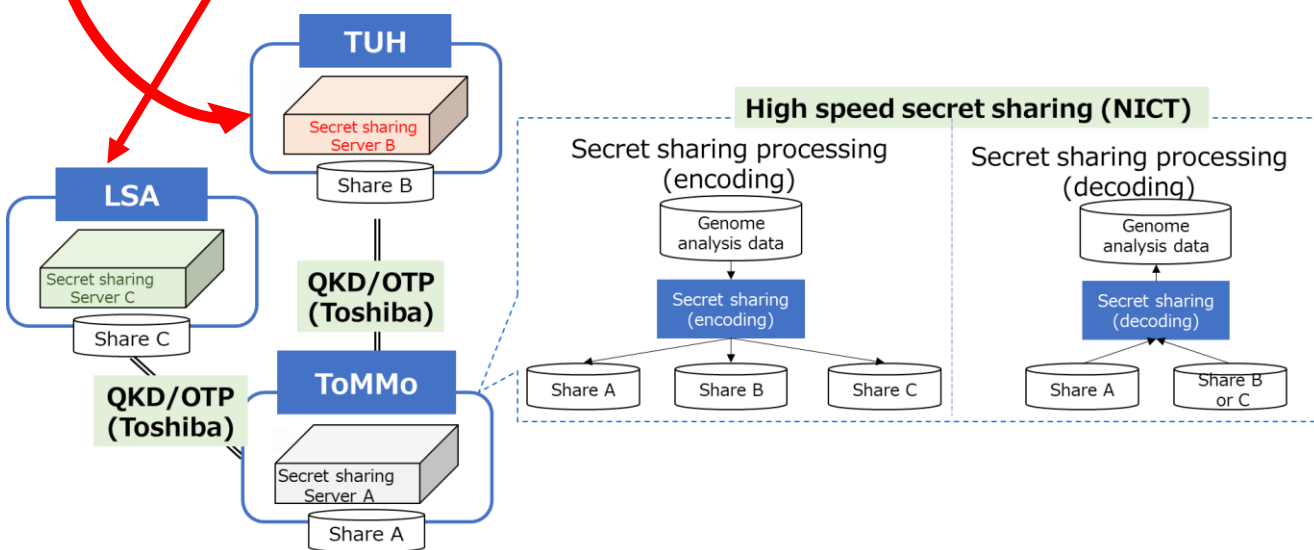 TUH
Secret sharing
Server B
Share B
LSA
Secret sharing
Server C
Share C
QKD/OTP
(Toshiba)
QKD/OTP
(Toshiba)
ToMMo
Secret sharing
Server A
Share A
High speed secret sharing (NICT)
Secret sharing processing
(encoding)
Genome
analysis data
Secret sharing
(encoding)
Share A
Share B
Share C
Secret sharing processing
(decoding)
Genome
analysis data
Secret sharing
(decoding)
Share A
Share B
or C